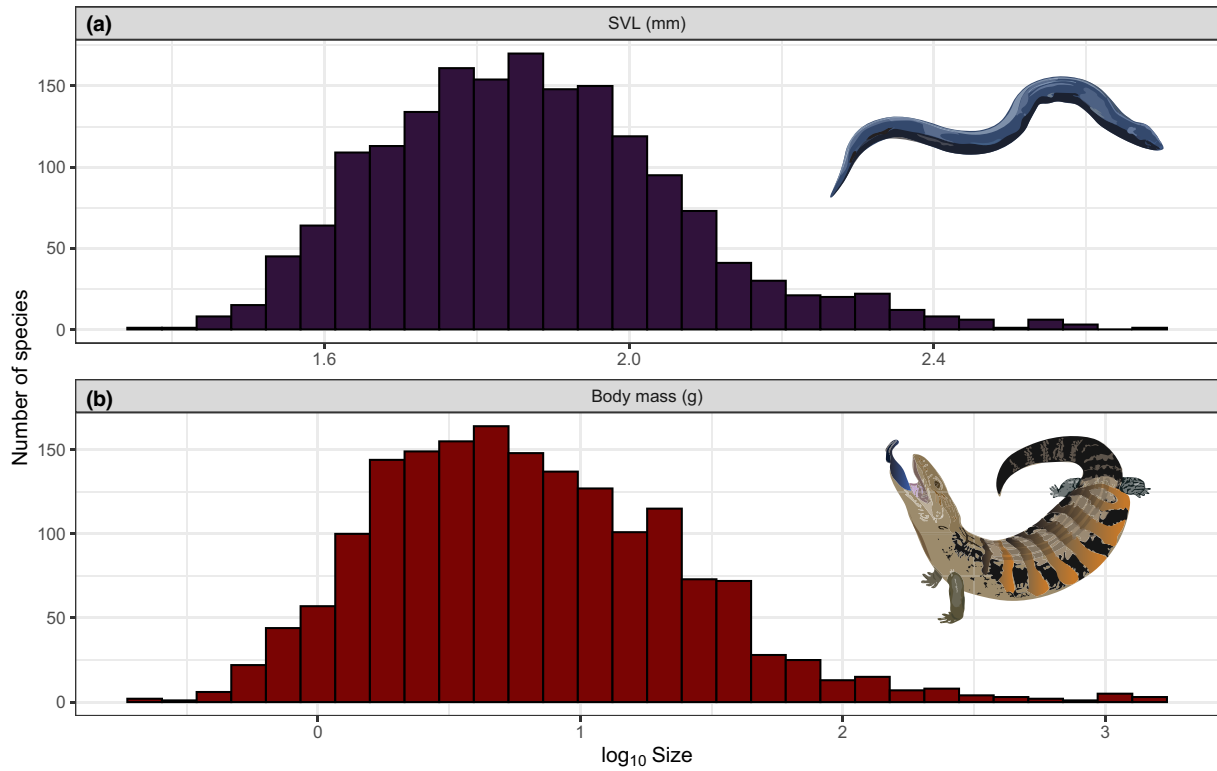 (a) SVL (mm)
150
100
50
0
1.6 2.0 2.4
Number of species
(b) Body mass (g)
150
100
50
0
0 1 2 3
log₁₀ Size